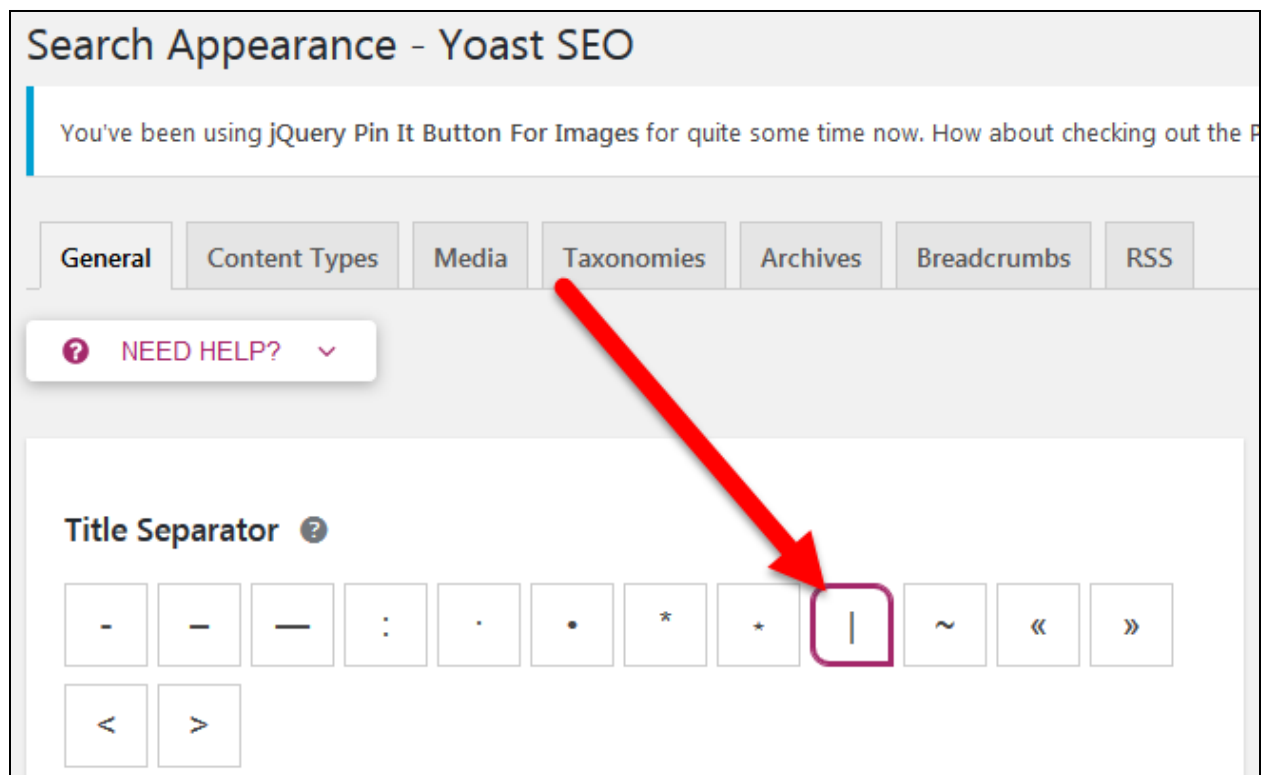 Search Appearance - Yoast SEO
You've been using jQuery Pin It Button For Images for quite some time now. How about checking out the
General Content Types Media Taxonomies Archives Breadcrumbs RSS
? NEED HELP?
Title Separator ?
- – — : · • * ⋆ | ~ « »
< >